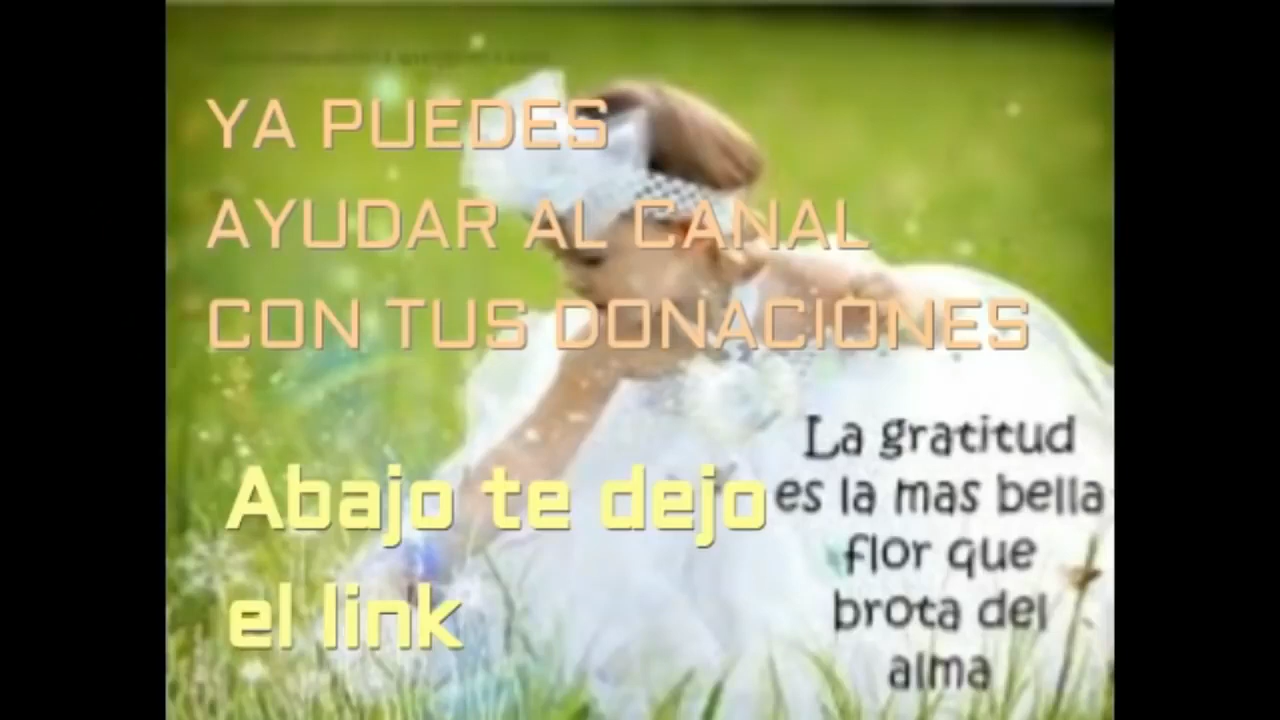 YA PUEDES
AYUDAR AL CANAL
CON TUS DONACIONES
Abajo te dejo
el link
La gratitud
es la mas bella
flor que
brota del
alma